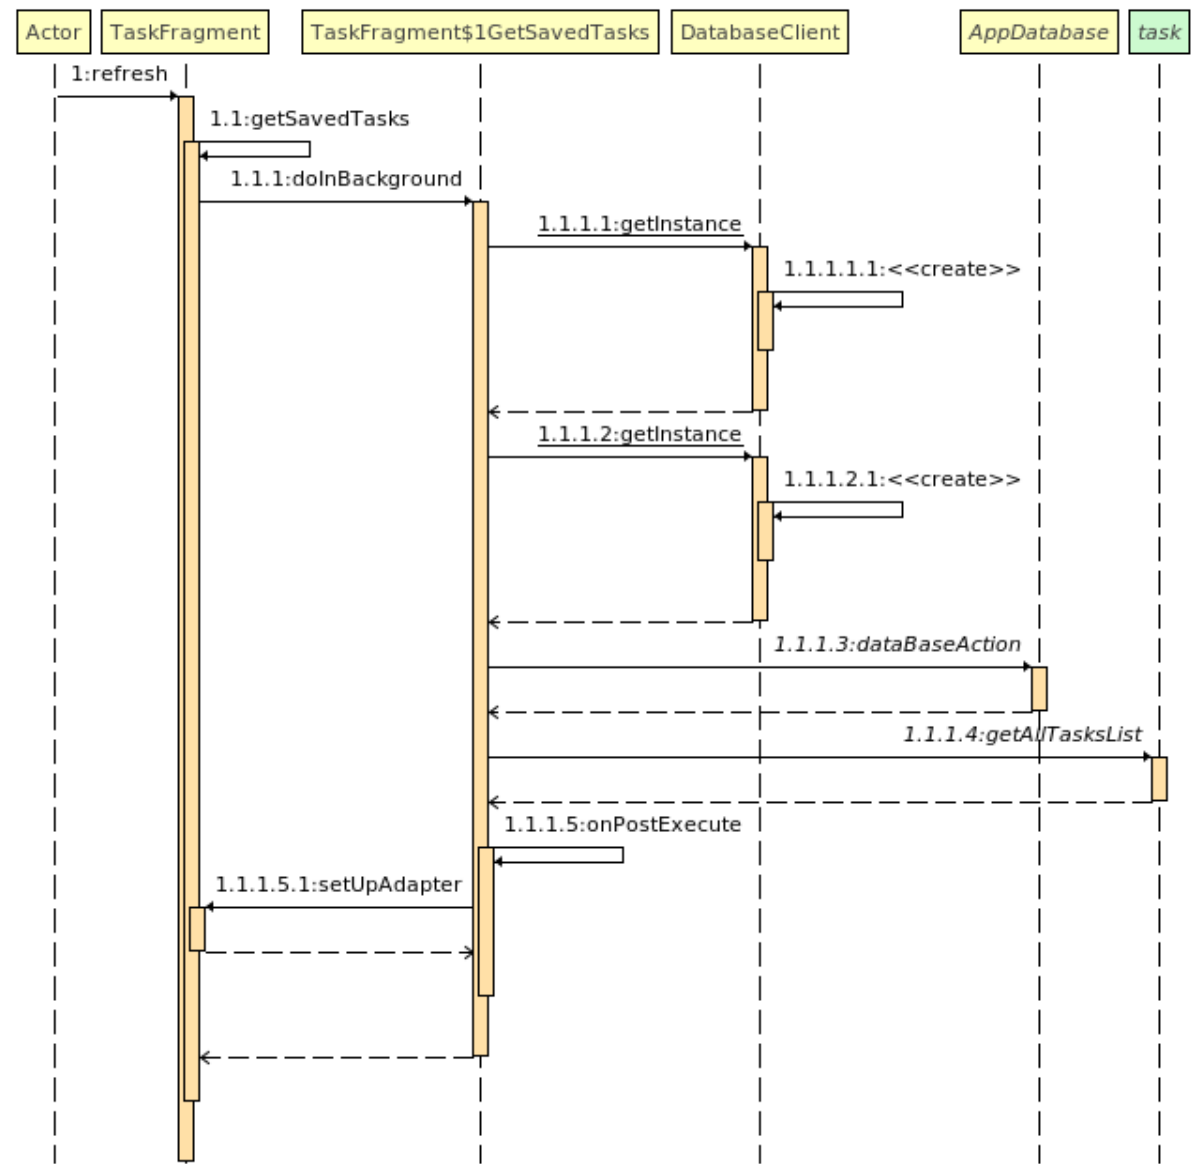 Actor
TaskFragment
TaskFragment$1GetSavedTasks
DatabaseClient
AppDatabase
task
1:refresh
1.1:getSavedTasks
1.1.1:doInBackground
1.1.1.1:getInstance
1.1.1.1.1:<<create>>
1.1.1.2:getInstance
1.1.1.2.1:<<create>>
1.1.1.3:dataBaseAction
1.1.1.4:getAllTasksList
1.1.1.5:onPostExecute
1.1.1.5.1:setUpAdapter